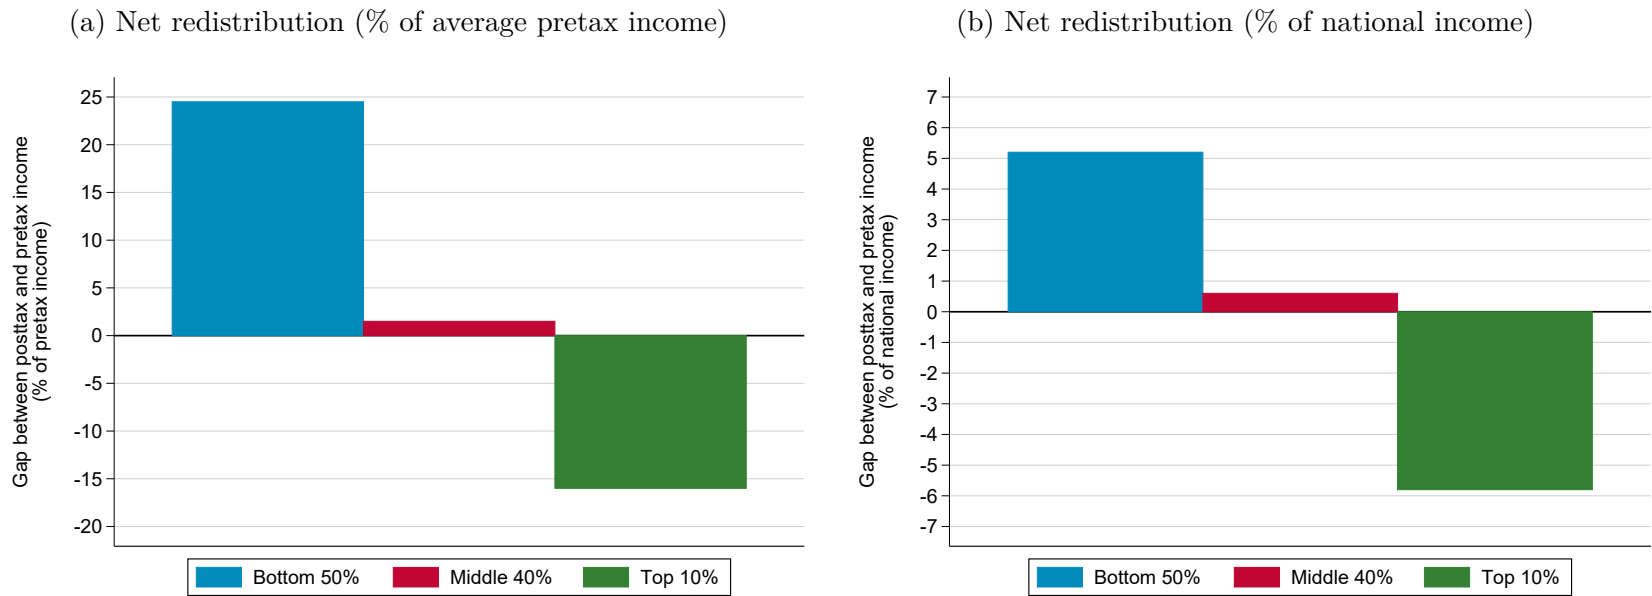 (a) Net redistribution (% of average pretax income)
Gap between posttax and pretax income
(% of pretax income)
25
20
15
10
5
0
-5
-10
-15
-20
Bottom 50%
Middle 40%
Top 10%
(b) Net redistribution (% of national income)
Gap between posttax and pretax income
(% of national income)
7
6
5
4
3
2
1
0
-1
-2
-3
-4
-5
-6
-7
Bottom 50%
Middle 40%
Top 10%